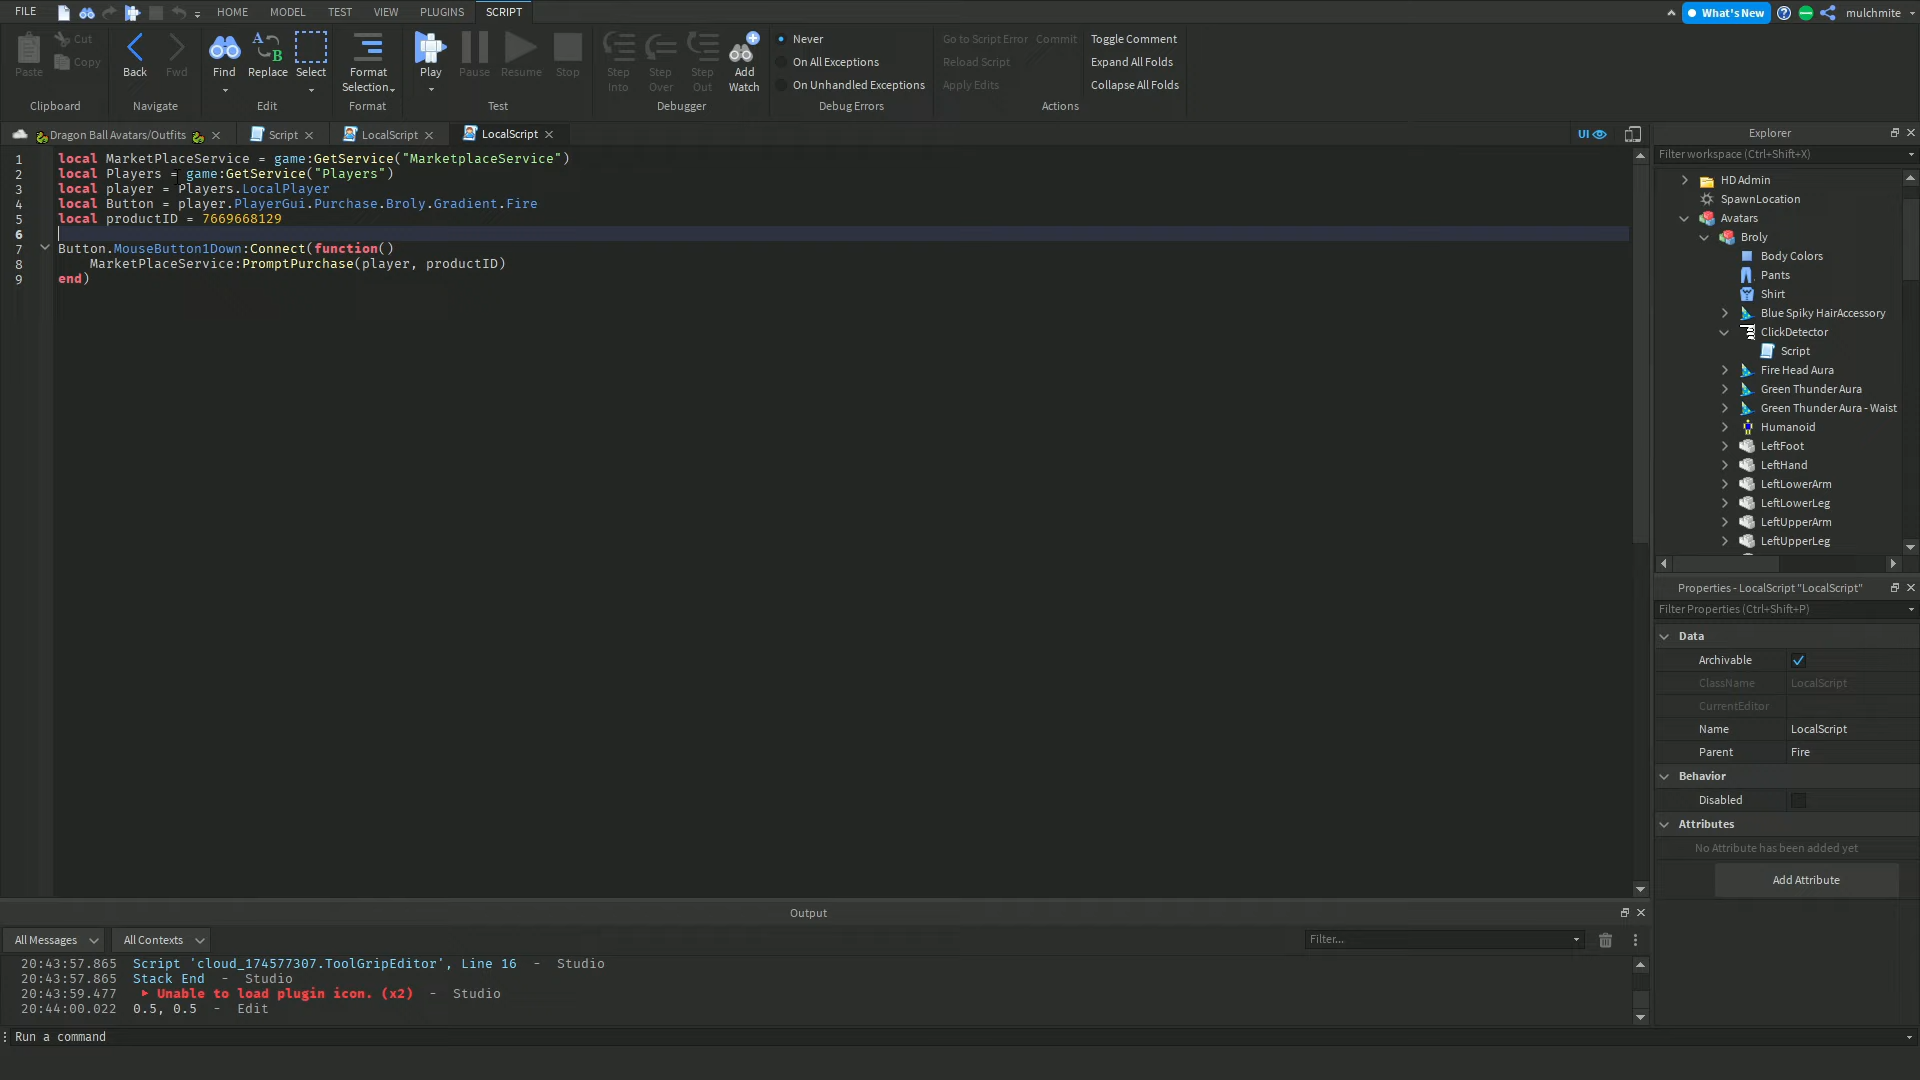 FILE HOME MODEL TEST VIEW PLUGINS SCRIPT What's New mulchmite
Paste Cut Copy Back Fwd Find Replace Select Format Selection Play Pause Resume Stop Step Into Step Over Step Out Add Watch
Never Go to Script Error Commit Toggle Comment
On All Exceptions Reload Script Expand All Folds
On Unhandled Exceptions Apply Edits Collapse All Folds
Clipboard Navigate Edit Format Test Debugger Debug Errors Actions
Dragon Ball Avatars/Outfits Script LocalScript LocalScript UI
1 local MarketPlaceService = game:GetService("MarketplaceService")
2 local Players = game:GetService("Players")
3 local player = Players.LocalPlayer
4 local Button = player.PlayerGui.Purchase.Broly.Gradient.Fire
5 local productID = 7669668129
6
7 Button.MouseButton1Down:Connect(function()
8 MarketPlaceService:PromptPurchase(player, productID)
9 end)
Explorer
Filter workspace (Ctrl+Shift+X)
HD Admin
SpawnLocation
Avatars
Broly
Body Colors
Pants
Shirt
Blue Spiky HairAccessory
ClickDetector
Script
Fire Head Aura
Green Thunder Aura
Green Thunder Aura - Waist
Humanoid
LeftFoot
LeftHand
LeftLowerArm
LeftLowerLeg
LeftUpperArm
LeftUpperLeg
Properties - LocalScript "LocalScript"
Filter Properties (Ctrl+Shift+P)
Data
Archivable
ClassName LocalScript
CurrentEditor
Name LocalScript
Parent Fire
Behavior
Disabled
Attributes
No Attribute has been added yet
Add Attribute
Output
All Messages All Contexts Filter...
20:43:57.865 Script 'cloud_174577307.ToolGripEditor', Line 16 - Studio
20:43:57.865 Stack End - Studio
20:43:59.477 Unable to load plugin icon. (x2) - Studio
20:44:00.022 0.5, 0.5 - Edit
Run a command